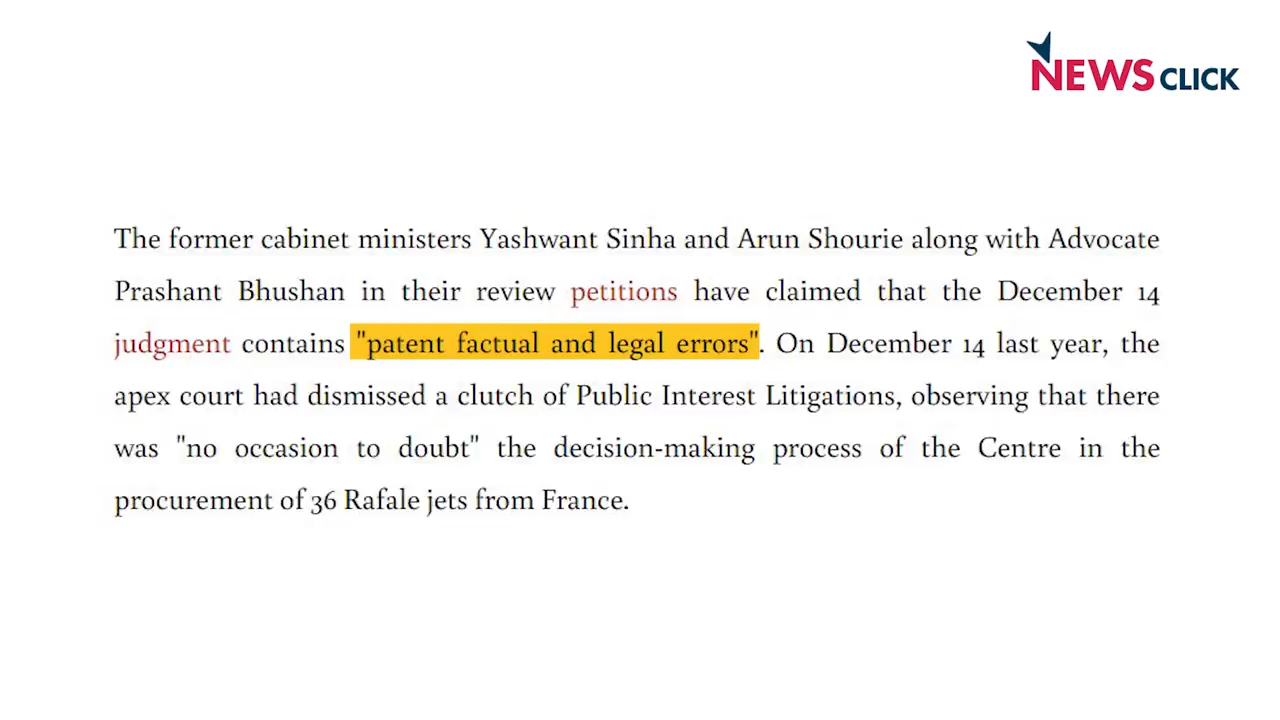 NEWS CLICK
The former cabinet ministers Yashwant Sinha and Arun Shourie along with Advocate
Prashant Bhushan in their review petitions have claimed that the December 14
judgment contains "patent factual and legal errors". On December 14 last year, the
apex court had dismissed a clutch of Public Interest Litigations, observing that there
was "no occasion to doubt" the decision-making process of the Centre in the
procurement of 36 Rafale jets from France.